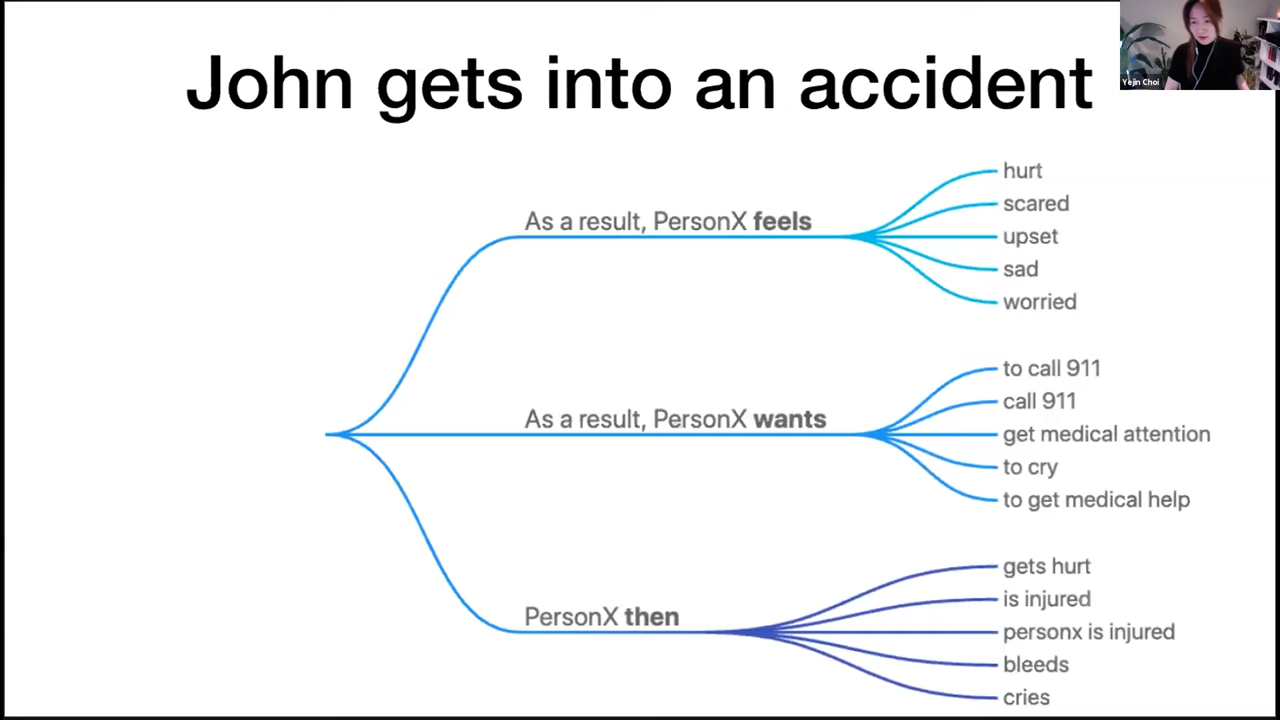 John gets into an accident
Yejin Choi
As a result, PersonX feels
hurt
scared
upset
sad
worried
As a result, PersonX wants
to call 911
call 911
get medical attention
to cry
to get medical help
PersonX then
gets hurt
is injured
personx is injured
bleeds
cries